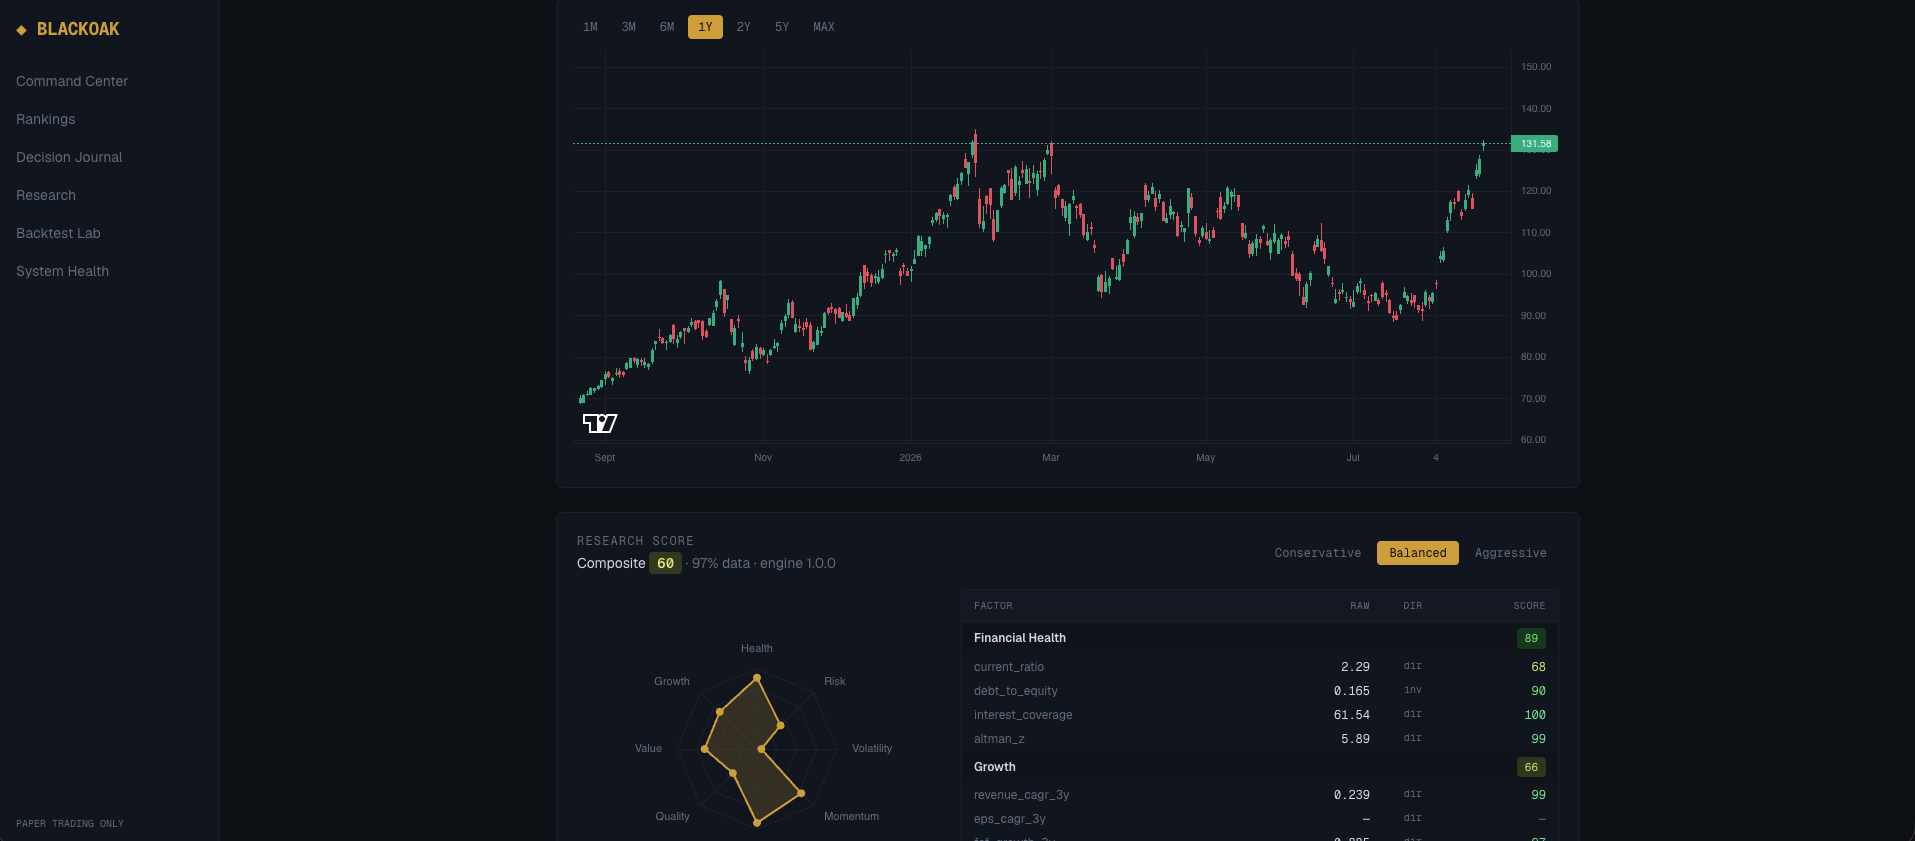 ◆ BLACKOAK
Command Center
Rankings
Decision Journal
Research
Backtest Lab
System Health
PAPER TRADING ONLY
1M 3M 6M 1Y 2Y 5Y MAX
150.00
140.00
131.58
120.00
110.00
100.00
90.00
80.00
70.00
60.00
Sept Nov 2026 Mar May Jul 4
RESEARCH SCORE
Composite 60 · 97% data · engine 1.0.0
Conservative Balanced Aggressive
Health
Growth Risk
Value Volatility
Quality Momentum
FACTOR RAW DIR SCORE
Financial Health 89
current_ratio 2.29 dir 68
debt_to_equity 0.165 inv 90
interest_coverage 61.54 dir 100
altman_z 5.89 dir 99
Growth 66
revenue_cagr_3y 0.239 dir 99
eps_cagr_3y — dir —